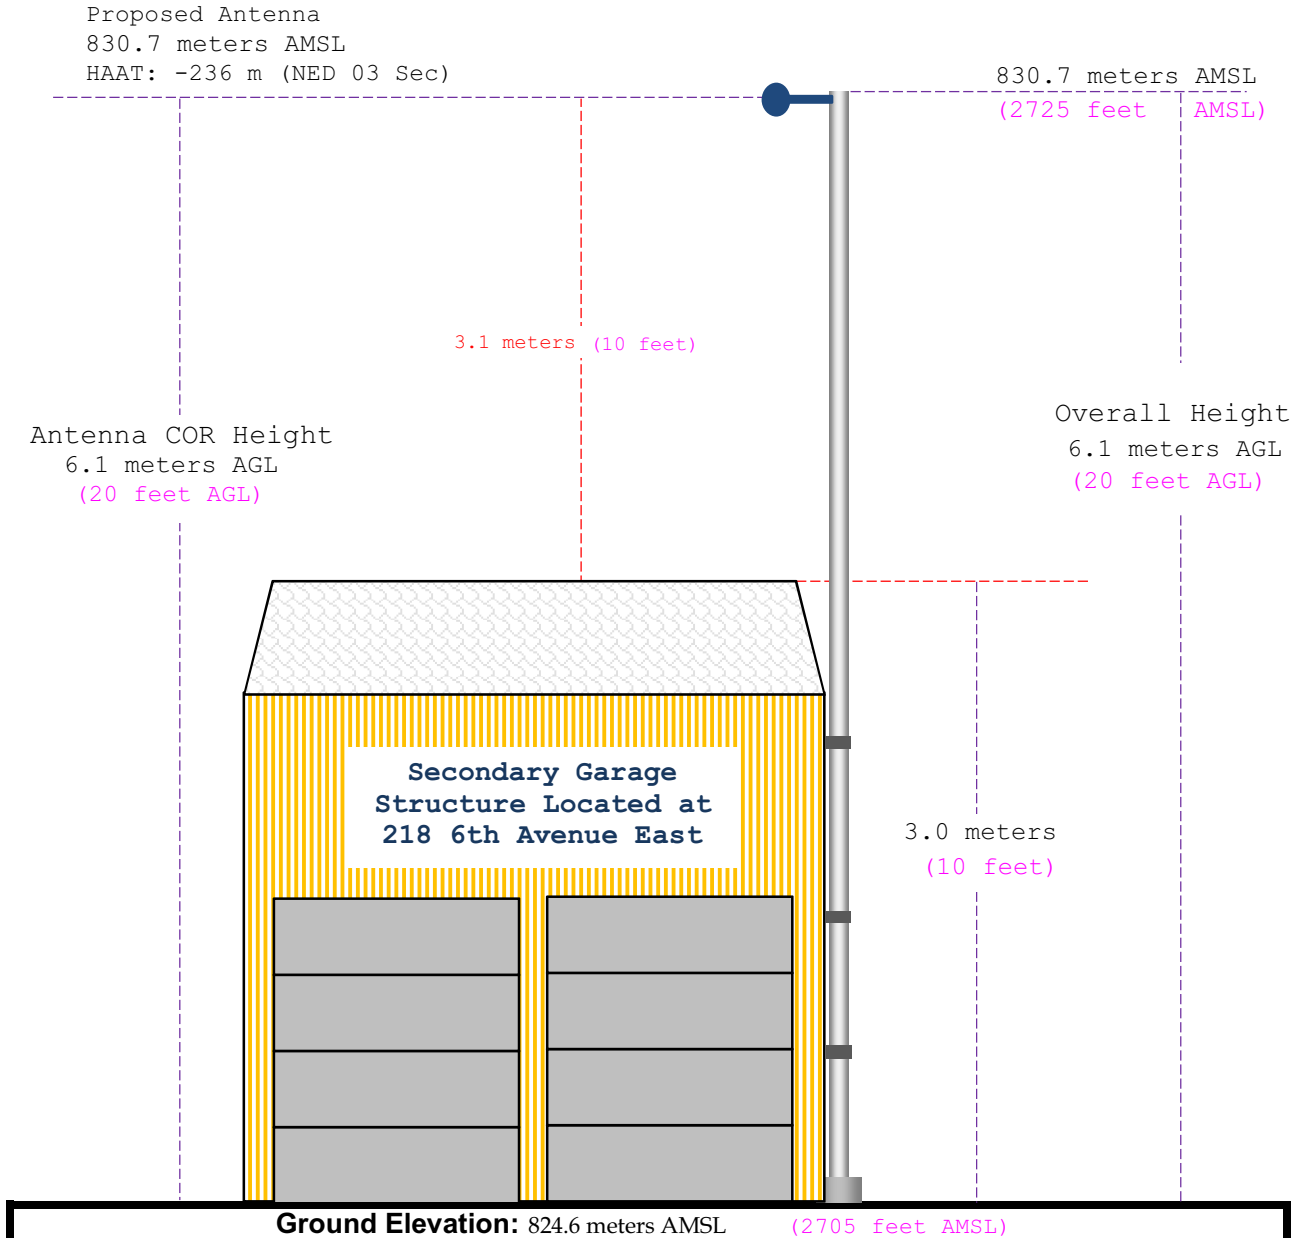 Proposed Antenna
830.7 meters AMSL
HAAT: -236 m (NED 03 Sec)
830.7 meters AMSL
(2725 feet AMSL)
3.1 meters (10 feet)
Antenna COR Height
6.1 meters AGL
(20 feet AGL)
Overall Height
6.1 meters AGL
(20 feet AGL)
Secondary Garage
Structure Located at
218 6th Avenue East
3.0 meters
(10 feet)
Ground Elevation: 824.6 meters AMSL (2705 feet AMSL)